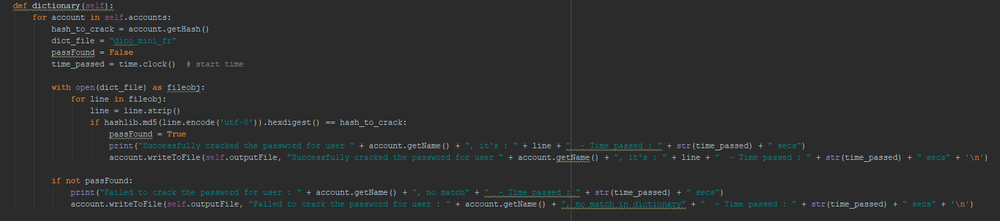 def dictionary(self):
for account in self.accounts:
hash_to_crack = account.getHash()
dict_file = "dico_mini_fr"
passFound = False
time_passed = time.clock()  # start time
with open(dict_file) as fileobj:
for line in fileobj:
line = line.strip()
if hashlib.md5(line.encode('utf-8')).hexdigest() == hash_to_crack:
passFound = True
print("Successfully cracked the password for user " + account.getName() + ", it's : " + line + "  - Time passed : " + str(time_passed) + " secs")
account.writeToFile(self.outputFile, "Successfully cracked the password for user " + account.getName() + ", it's : " + line + "  - Time passed : " + str(time_passed) + " secs" + '\n')
if not passFound:
print("Failed to crack the password for user : " + account.getName() + ", no match" + "  - Time passed : " + str(time_passed) + " secs")
account.writeToFile(self.outputFile, "Failed to crack the password for user : " + account.getName() + ", no match in dictionary" + "  - Time passed : " + str(time_passed) + " secs" + '\n')